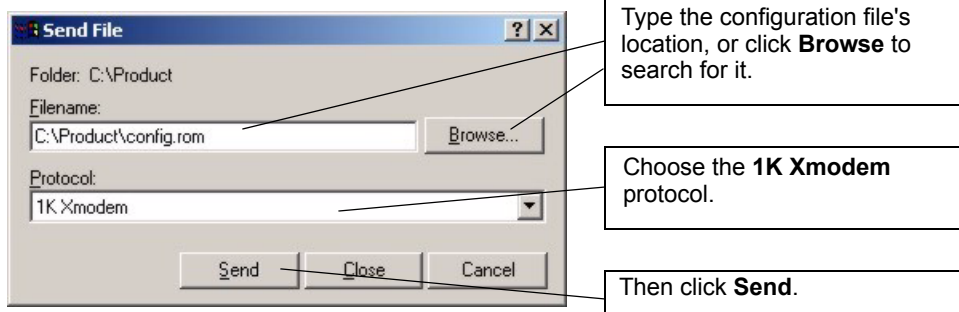 Send File
Folder: C:\Product
Filename:
C:\Product\config.rom
Browse...
Protocol:
1K Xmodem
Send
Close
Cancel
Type the configuration file's
location, or click Browse to
search for it.
Choose the 1K Xmodem
protocol.
Then click Send.